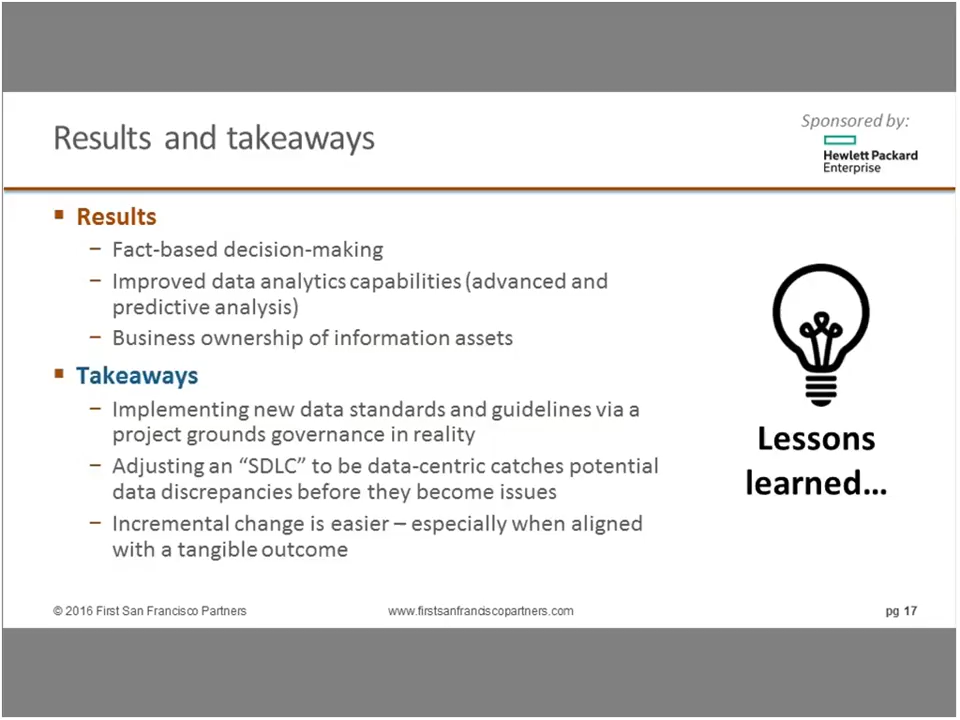 Results and takeaways
Sponsored by:
Hewlett Packard
Enterprise
▪ Results
– Fact-based decision-making
– Improved data analytics capabilities (advanced and
predictive analysis)
– Business ownership of information assets
▪ Takeaways
– Implementing new data standards and guidelines via a
project grounds governance in reality
– Adjusting an “SDLC” to be data-centric catches potential
data discrepancies before they become issues
– Incremental change is easier – especially when aligned
with a tangible outcome
Lessons
learned...
© 2016 First San Francisco Partners
www.firstsanfranciscopartners.com
pg 17